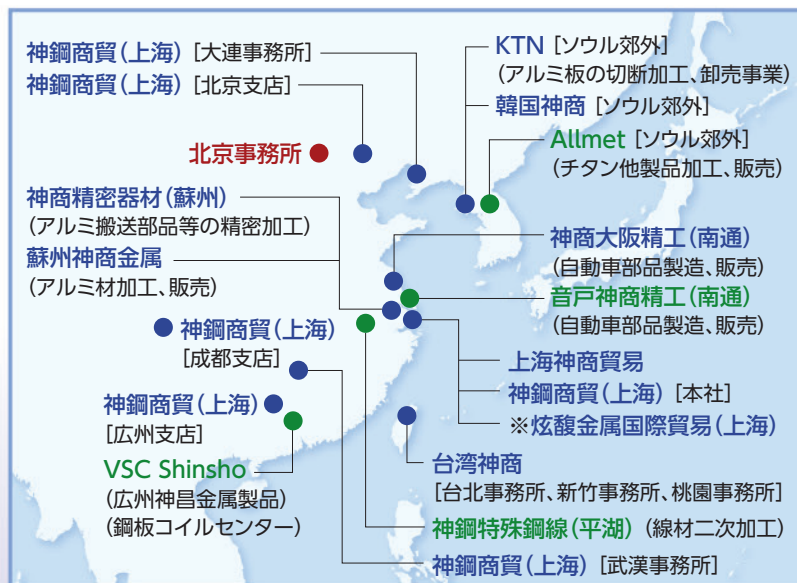 神鋼商貿(上海) [大連事務所]
神鋼商貿(上海) [北京支店]
北京事務所
神商精密器材(蘇州)
(アルミ搬送部品等の精密加工)
蘇州神商金属
(アルミ材加工、販売)
神鋼商貿(上海)
[成都支店]
神鋼商貿(上海)
[広州支店]
VSC Shinsho
(広州神昌金属製品)
(鋼板コイルセンター)
KTN [ソウル郊外]
(アルミ板の切断加工、卸売事業)
韓国神商 [ソウル郊外]
Allmet [ソウル郊外]
(チタン他製品加工、販売)
神商大阪精工(南通)
(自動車部品製造、販売)
音戸神商精工(南通)
(自動車部品製造、販売)
上海神商貿易
神鋼商貿(上海) [本社]
※炫馥金属国際貿易(上海)
台湾神商
[台北事務所、新竹事務所、桃園事務所]
神鋼特殊鋼線(平湖) (線材二次加工)
神鋼商貿(上海) [武漢事務所]